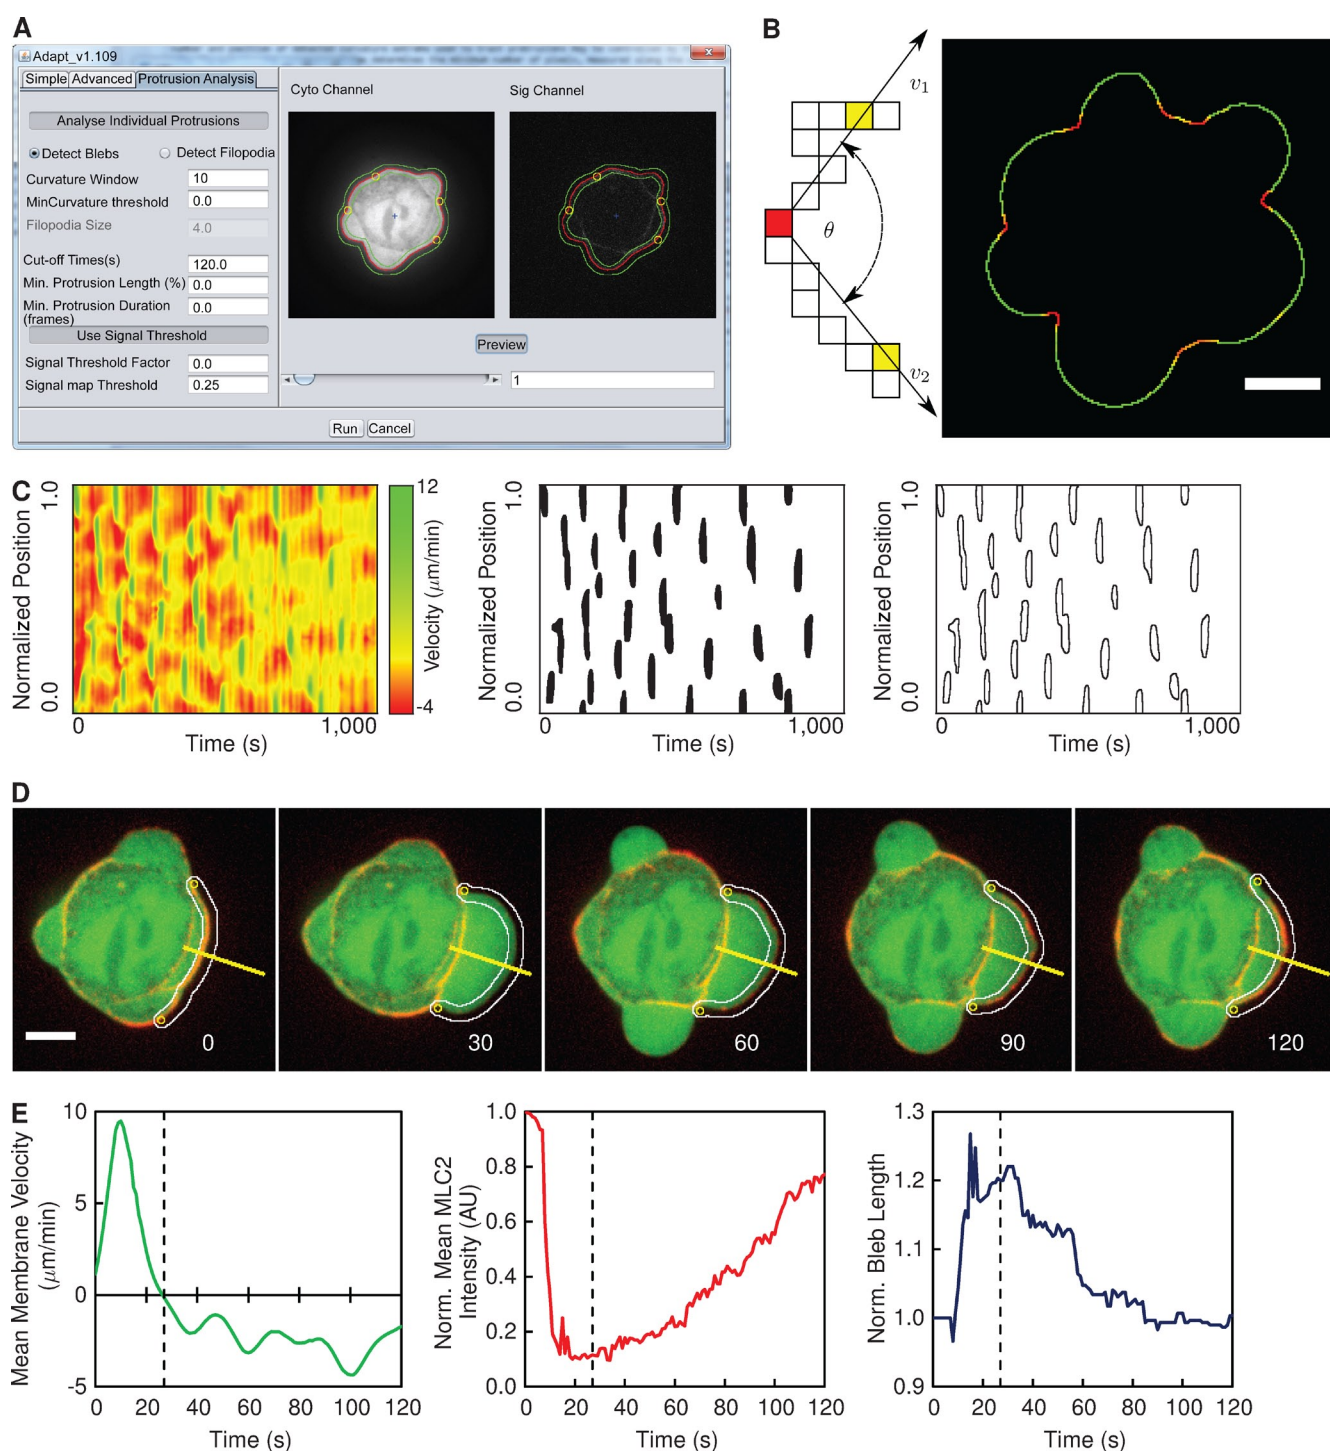 A
Adapt_v1.109
Simple Advanced Protrusion Analysis
Analyse Individual Protrusions
Detect Blebs Detect Filopodia
Curvature Window 10
MinCurvature threshold 0.0
Filopodia Size 4.0
Cut-off Times(s) 120.0
Min. Protrusion Length (%) 0.0
Min. Protrusion Duration (frames) 0.0
Use Signal Threshold
Signal Threshold Factor 0.0
Signal map Threshold 0.25
Cyto Channel Sig Channel
Preview
1
Run Cancel
B
v1
θ
v2
C
Normalized Position
1.0
0.0
0 1,000
Time (s)
12
-4
Velocity (μm/min)
Normalized Position
1.0
0.0
0 1,000
Time (s)
Normalized Position
1.0
0.0
0 1,000
Time (s)
D
0 30 60 90 120
E
Mean Membrane Velocity
(μm/min)
10
5
0
-5
0 20 40 60 80 100 120
Time (s)
Norm. Mean MLC2
Intensity (AU)
1.0
0.8
0.6
0.4
0.2
0.0
0 20 40 60 80 100 120
Time (s)
Norm. Bleb Length
1.3
1.2
1.1
1.0
0.9
0 20 40 60 80 100 120
Time (s)